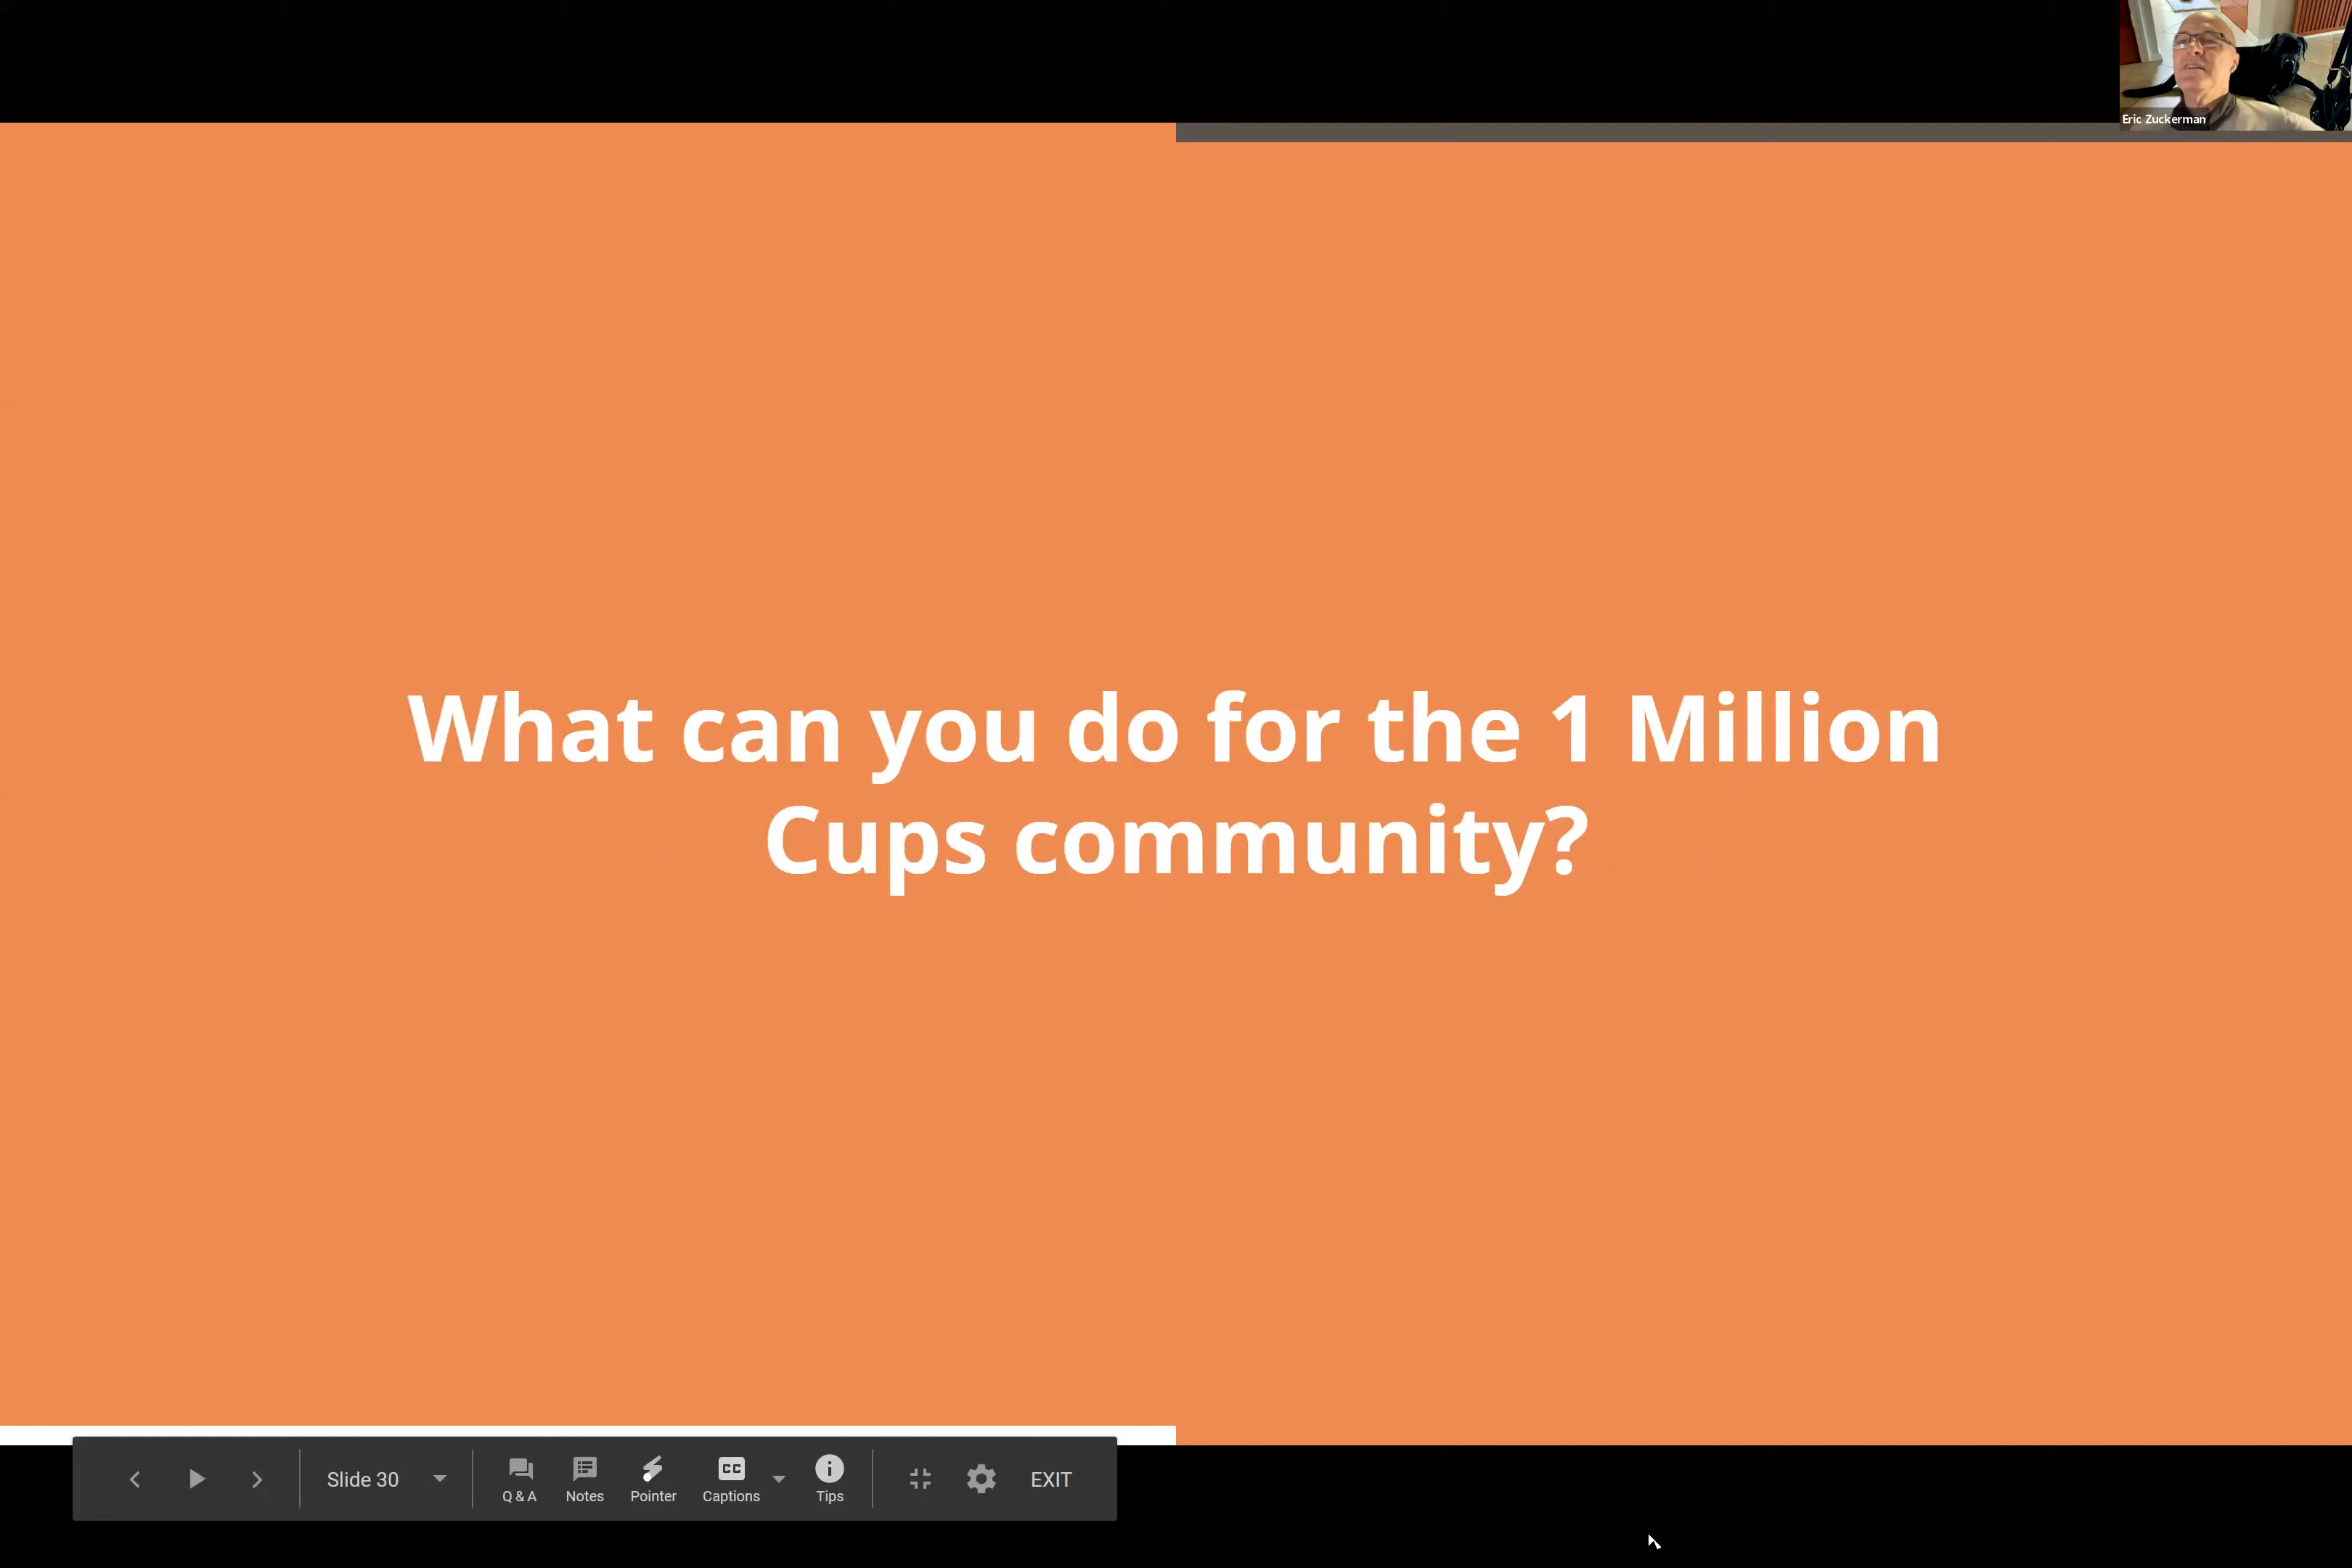 Eric Zuckerman
What can you do for the 1 Million
Cups community?
Slide 30
Q & A
Notes
Pointer
CC
Captions
Tips
EXIT